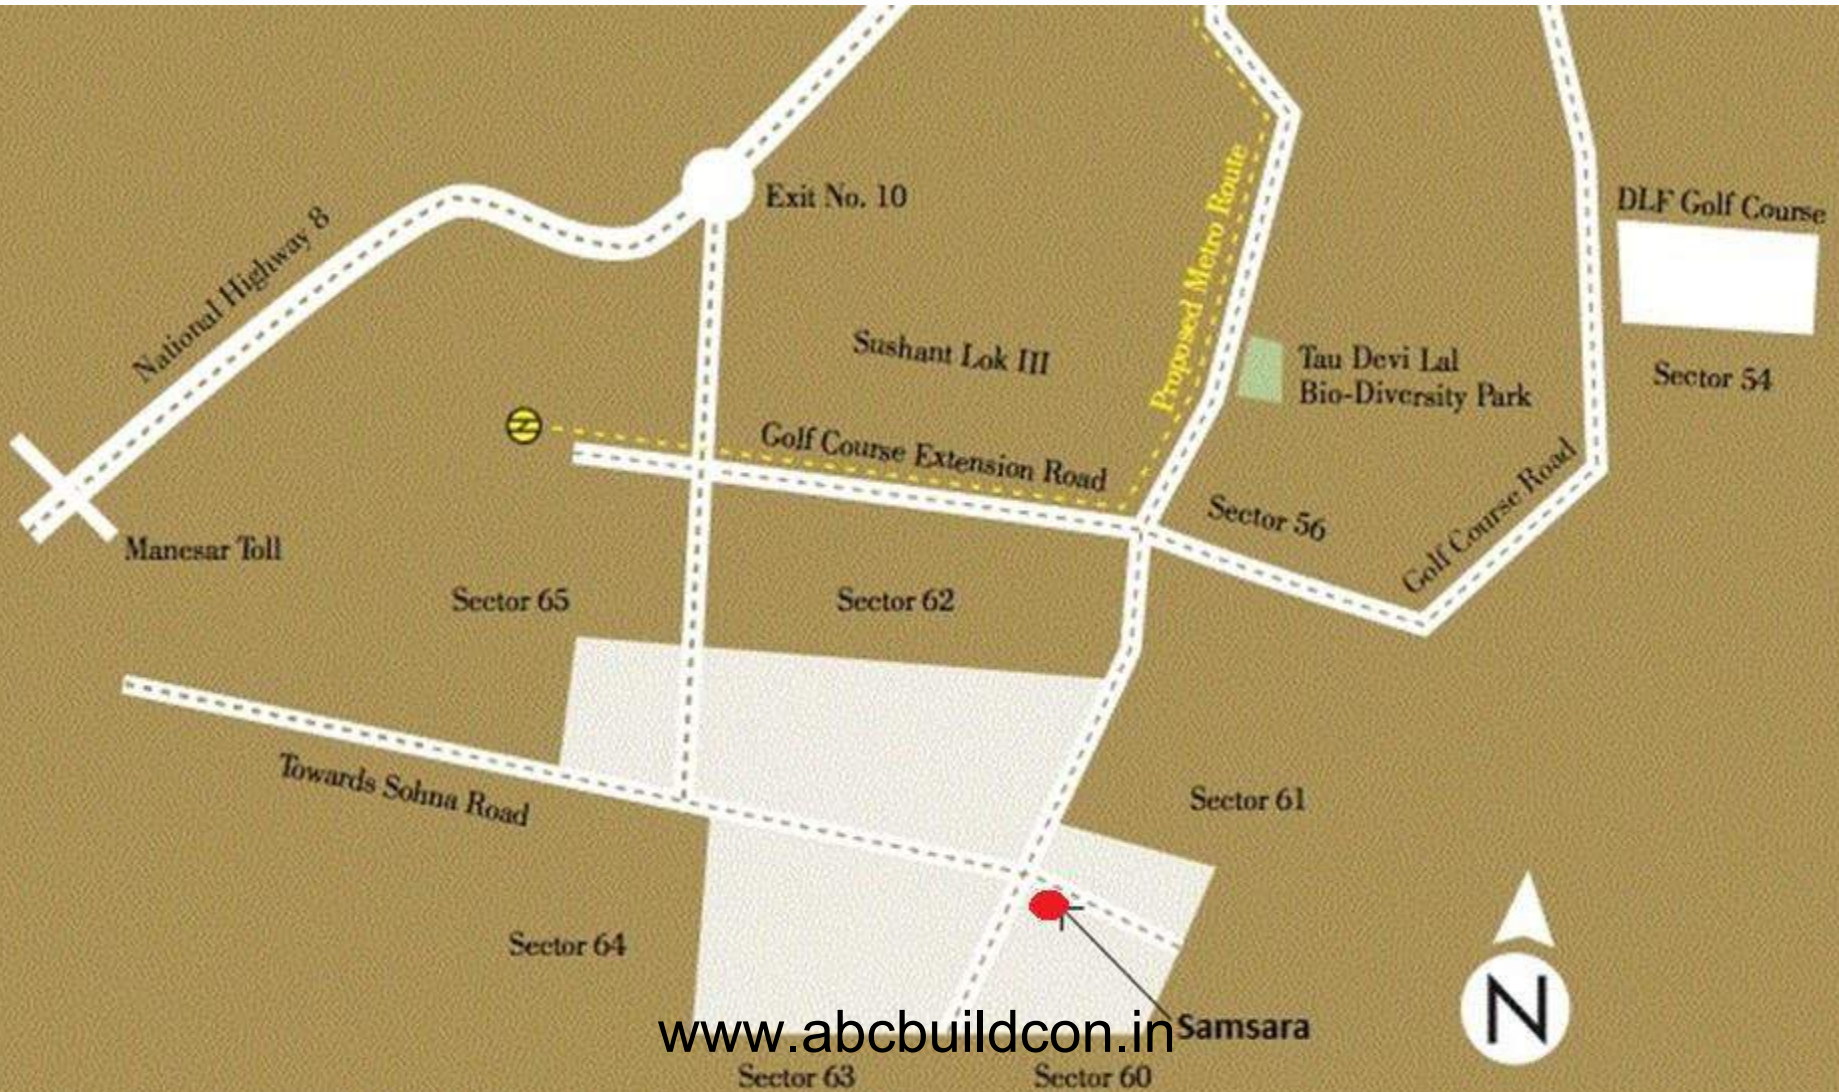 National Highway 8
Exit No. 10
Proposed Metro Route
DLF Golf Course
Sushant Lok III
Tau Devi Lal
Bio-Diversity Park
Sector 54
Golf Course Extension Road
Sector 56
Golf Course Road
Manesar Toll
Sector 65
Sector 62
Towards Sohna Road
Sector 61
Sector 64
N
www.abcbuildcon.in
Samsara
Sector 63
Sector 60